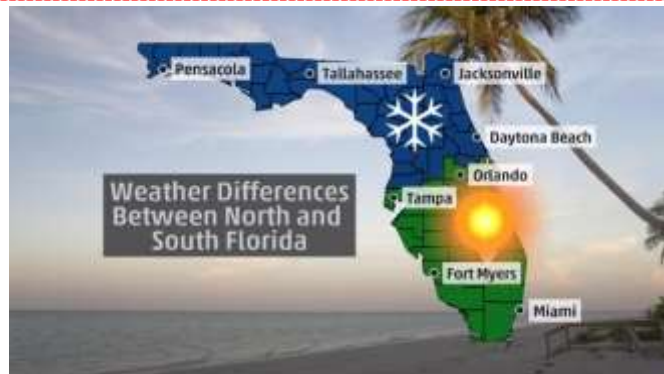 Pensacola
Tallahassee
Jacksonville
Daytona Beach
Orlando
Weather Differences
Between North and
South Florida
Tampa
Fort Myers
Miami